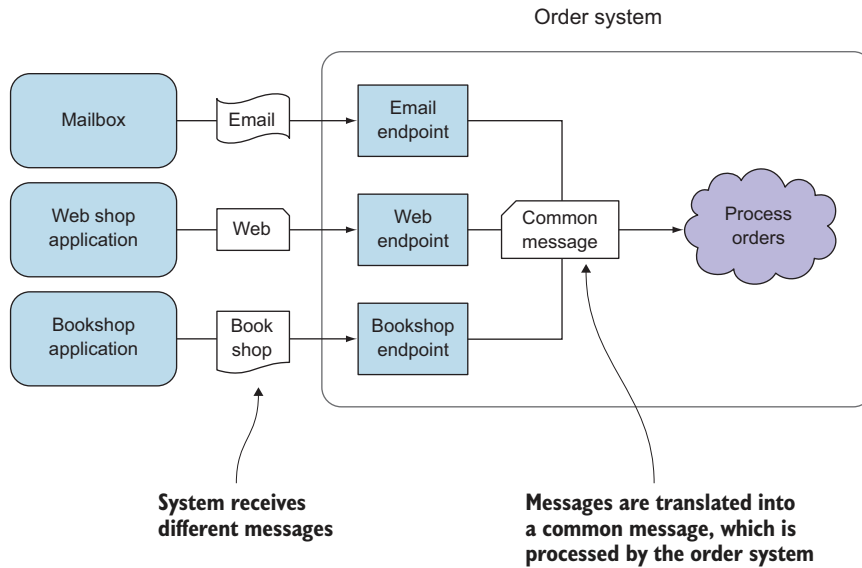 Order system
Mailbox
Email
Email
endpoint
Web shop
application
Web
Web
endpoint
Common
message
Process
orders
Bookshop
application
Book
shop
Bookshop
endpoint
System receives
different messages
Messages are translated into
a common message, which is
processed by the order system